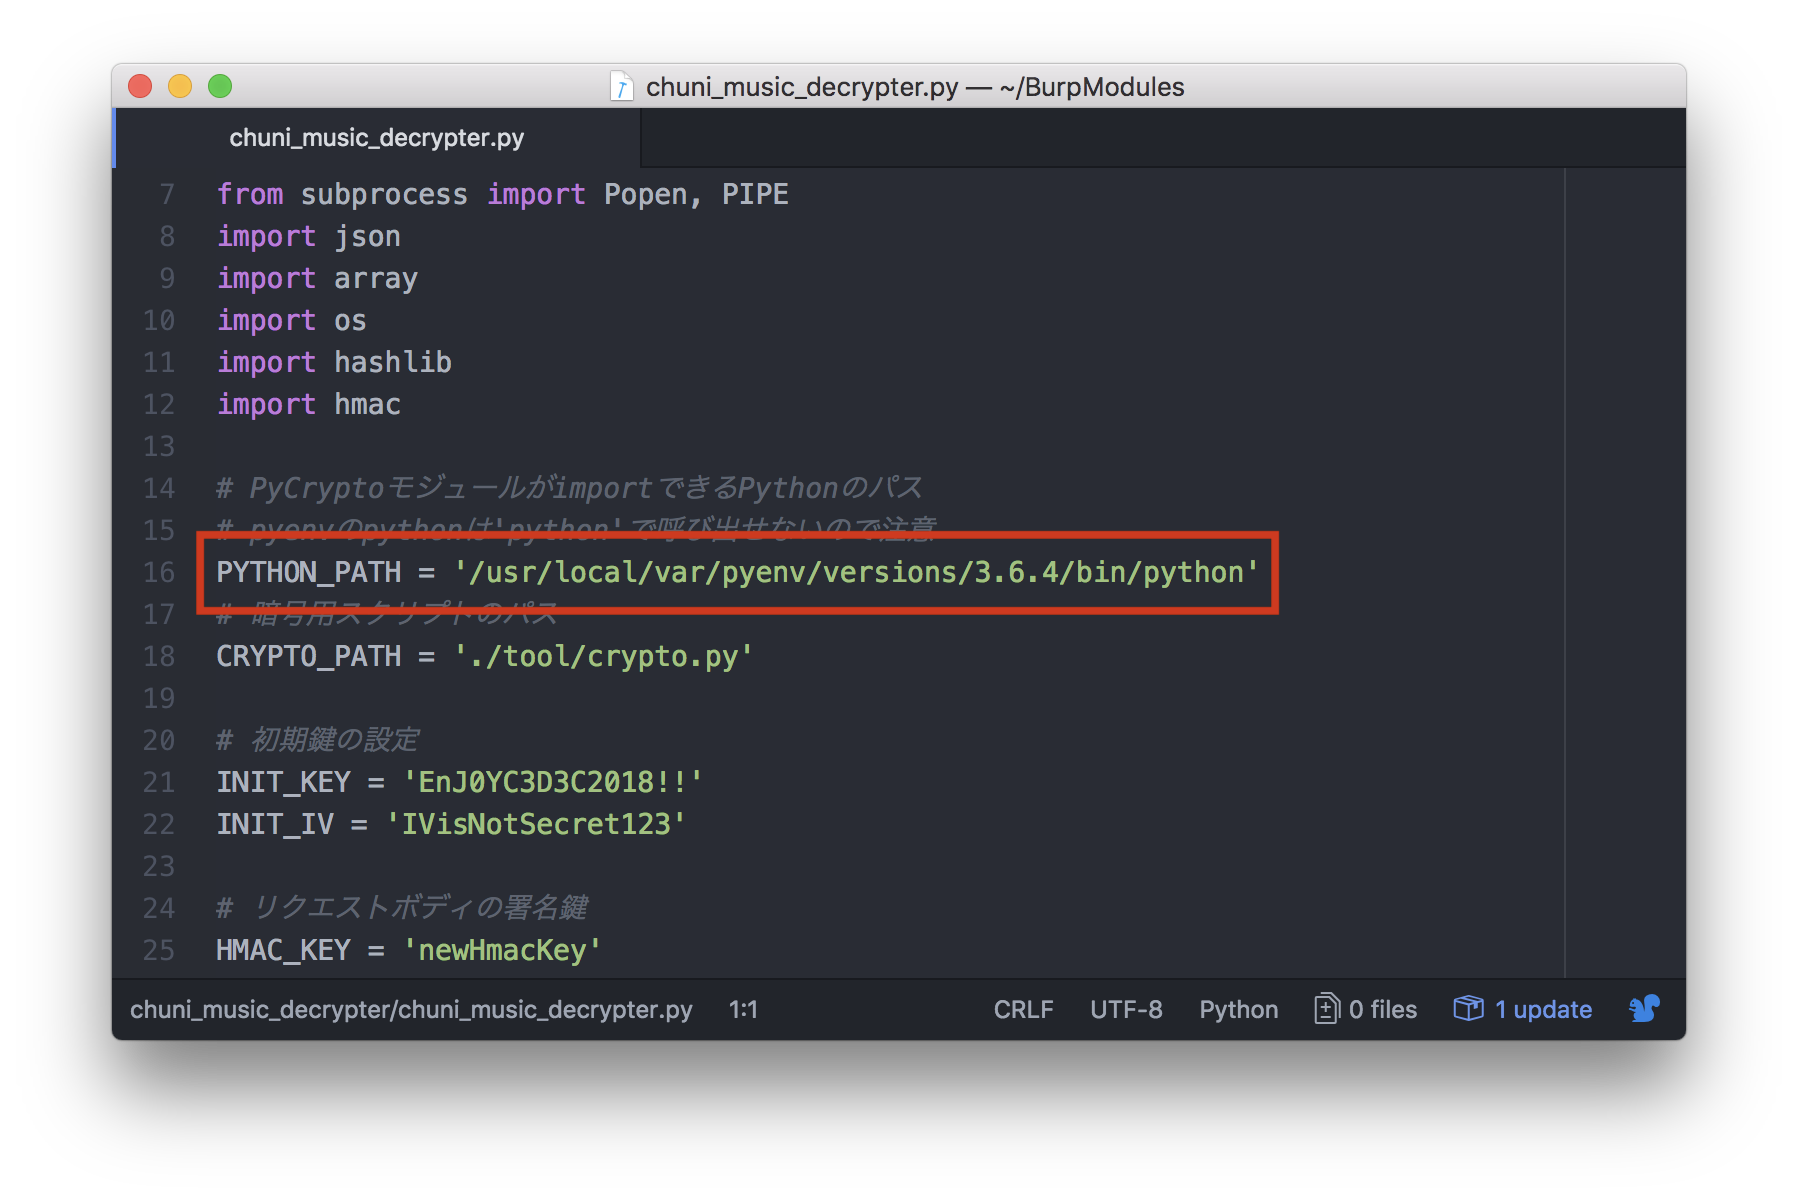 chuni_music_decrypter.py — ~/BurpModules
chuni_music_decrypter.py
7 from subprocess import Popen, PIPE
8 import json
9 import array
10 import os
11 import hashlib
12 import hmac
13
14 # PyCryptoモジュールがimportできるPythonのパス
15 # pyenvのpythonは'python'で呼び出せないので注意
16 PYTHON_PATH = '/usr/local/var/pyenv/versions/3.6.4/bin/python'
17 # 暗号用スクリプトのパス
18 CRYPTO_PATH = './tool/crypto.py'
19
20 # 初期鍵の設定
21 INIT_KEY = 'EnJ0YC3D3C2018!!'
22 INIT_IV = 'IVisNotSecret123'
23
24 # リクエストボディの署名鍵
25 HMAC_KEY = 'newHmacKey'
chuni_music_decrypter/chuni_music_decrypter.py 1:1 CRLF UTF-8 Python 0 files 1 update